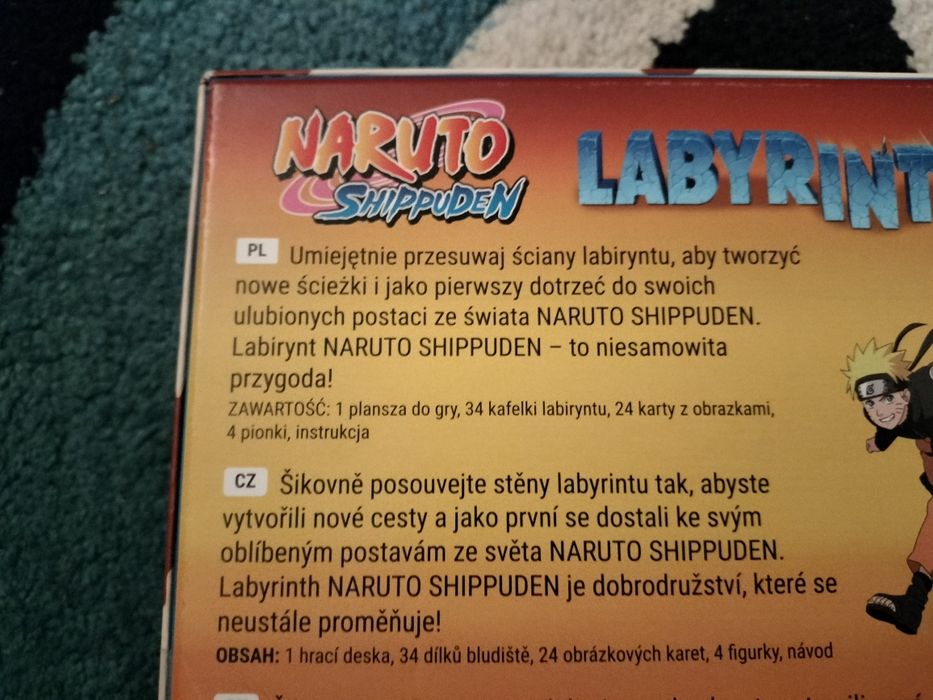 NARUTO
SHIPPUDEN
LABYRINT
PL Umiejętnie przesuwaj ściany labiryntu, aby tworzyć
nowe ścieżki i jako pierwszy dotrzeć do swoich
ulubionych postaci ze świata NARUTO SHIPPUDEN.
Labirynt NARUTO SHIPPUDEN – to niesamowita
przygoda!
ZAWARTOŚĆ: 1 plansza do gry, 34 kafelki labiryntu, 24 karty z obrazkami,
4 pionki, instrukcja
CZ Šikovně posouvejte stěny labyrintu tak, abyste
vytvořili nové cesty a jako první se dostali ke svým
oblíbeným postavám ze světa NARUTO SHIPPUDEN.
Labyrinth NARUTO SHIPPUDEN je dobrodružství, které se
neustále proměňuje!
OBSAH: 1 hrací deska, 34 dílků bludiště, 24 obrázkových karet, 4 figurky, návod